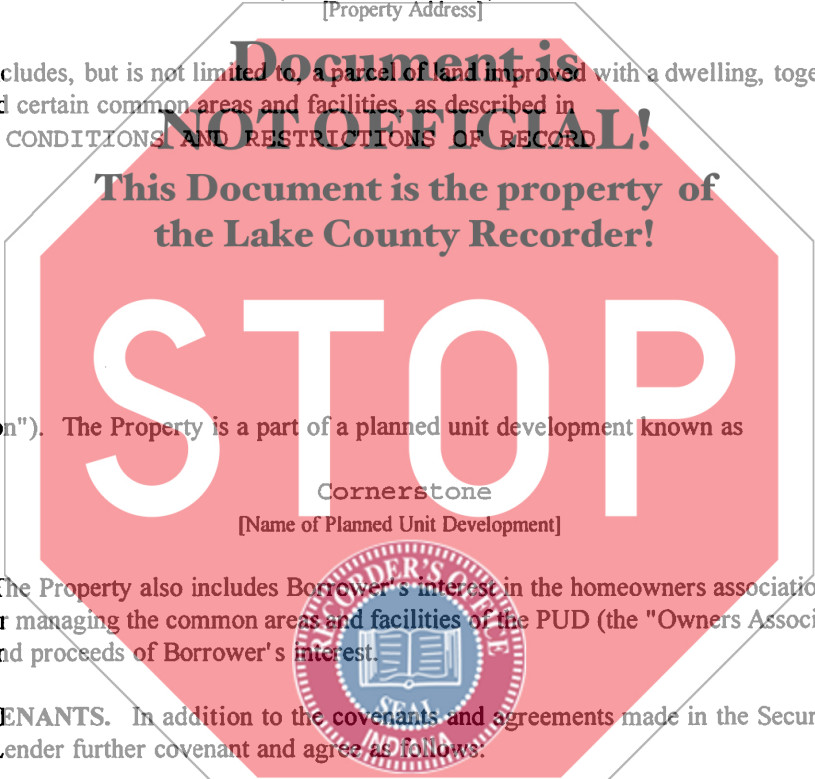 [Property Address]
Document is
cludes, but is not limited to, a parcel of land improved with a dwelling, toge
d certain common areas and facilities, as described in
NOT OFFICIAL!
CONDITIONS AND RESTRICTIONS OF RECORD
This Document is the property of
the Lake County Recorder!
STOP
on"). The Property is a part of a planned unit development known as
Cornerstone
[Name of Planned Unit Development]
The Property also includes Borrower's interest in the homeowners associatio
r managing the common areas and facilities of the PUD (the "Owners Associ
nd proceeds of Borrower's interest.
RECORDER'S OFFICE
SEAL
INDIANA
ENANTS. In addition to the covenants and agreements made in the Secur
Lender further covenant and agree as follows: